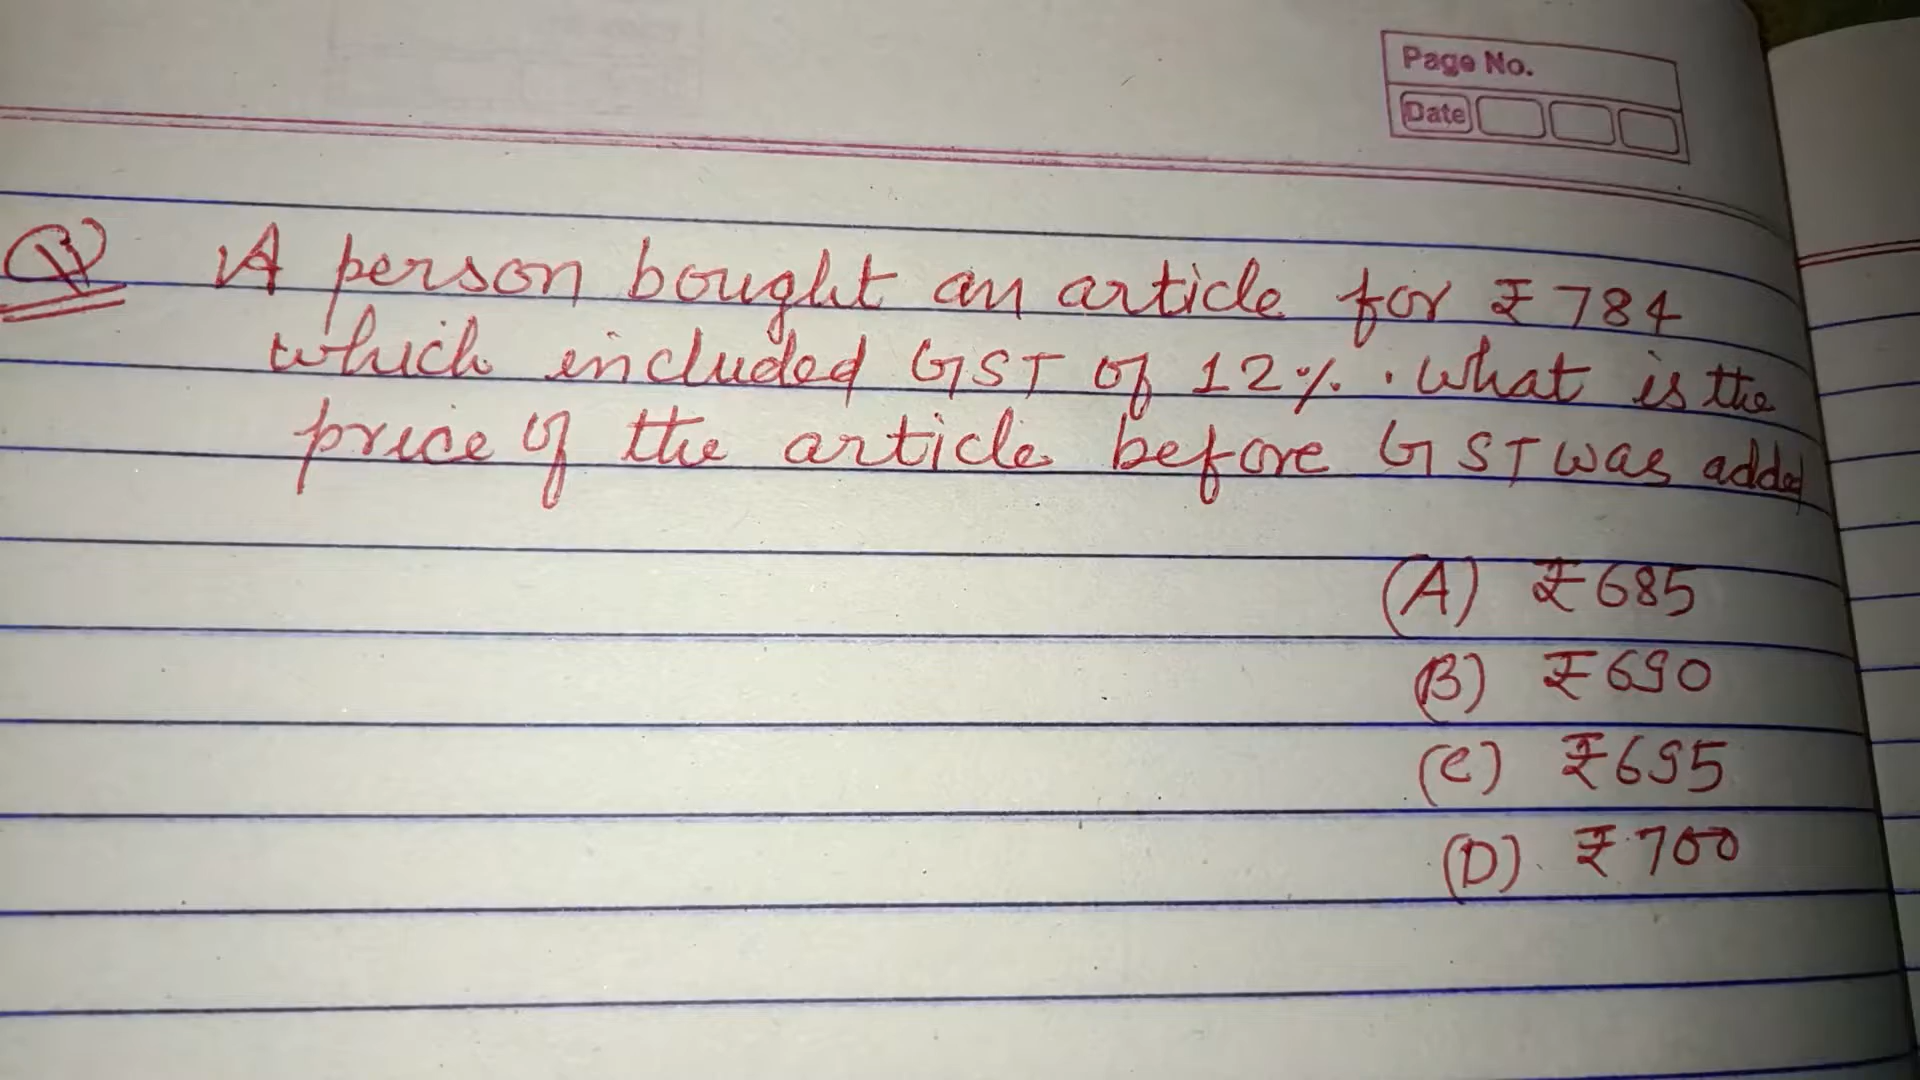 Page No.
Date
Q A person bought an article for ₹ 784
which included GST of 12%. What is the
price of the article before GST was added
(A) ₹ 685
(B) ₹ 690
(C) ₹ 695
(D) ₹ 700